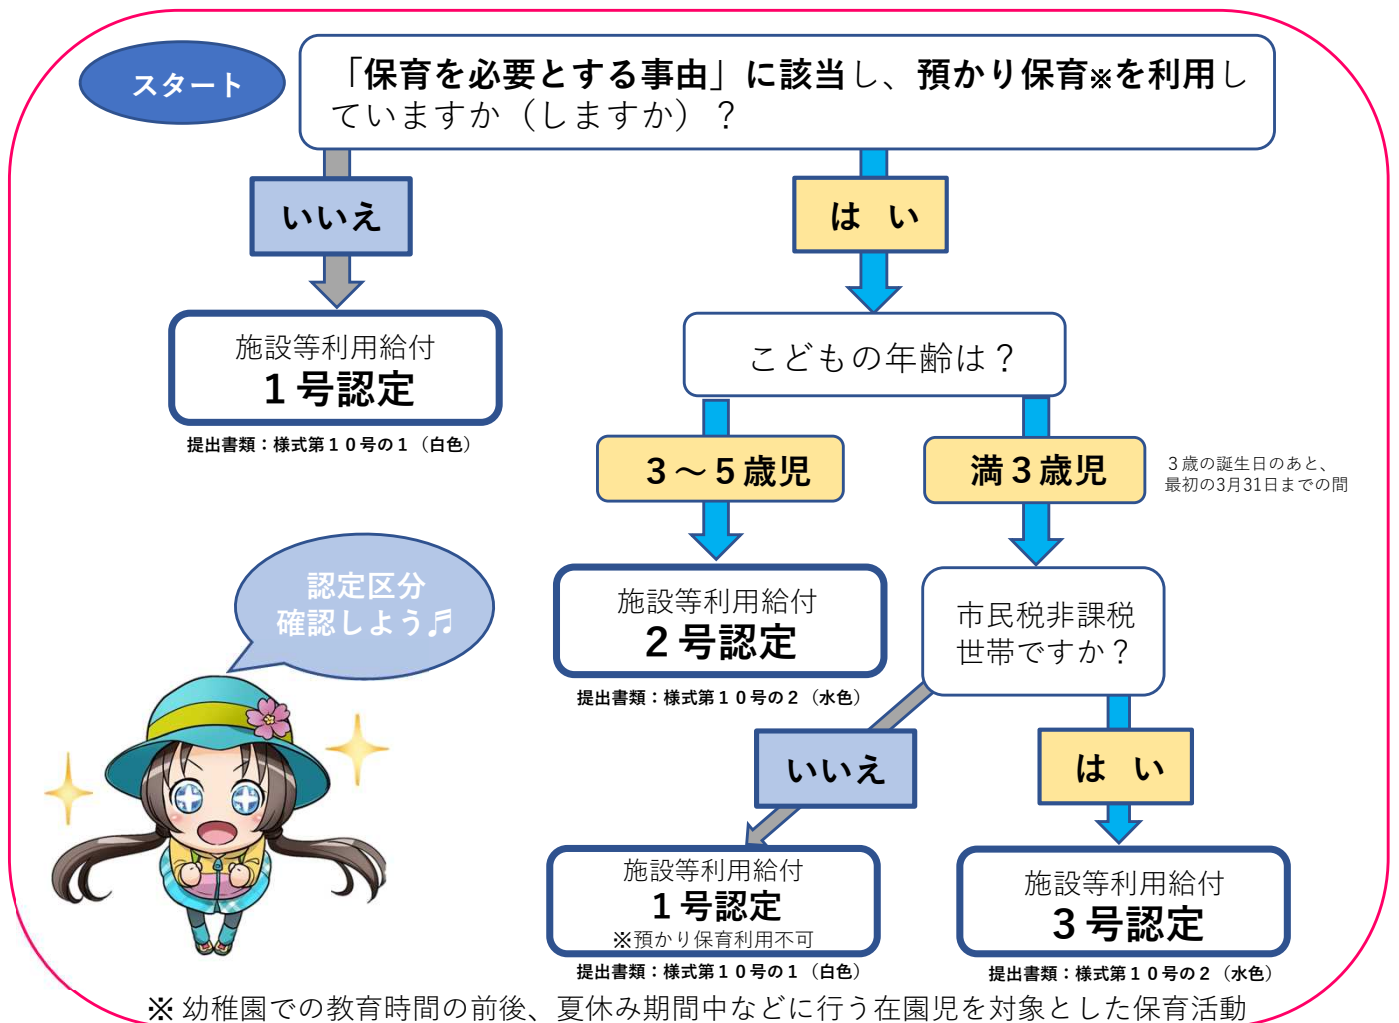 スタート
「保育を必要とする事由」に該当し、預かり保育※を利用し
ていますか（しますか）？
いいえ
は い
施設等利用給付
１号認定
提出書類：様式第１０号の１（白色）
こどもの年齢は？
３～５歳児
満３歳児
３歳の誕生日のあと、
最初の3月31日までの間
施設等利用給付
２号認定
提出書類：様式第１０号の２（水色）
市民税非課税
世帯ですか？
認定区分
確認しよう♬
いいえ
は い
施設等利用給付
１号認定
※預かり保育利用不可
提出書類：様式第１０号の１（白色）
施設等利用給付
３号認定
提出書類：様式第１０号の２（水色）
※ 幼稚園での教育時間の前後、夏休み期間中などに行う在園児を対象とした保育活動